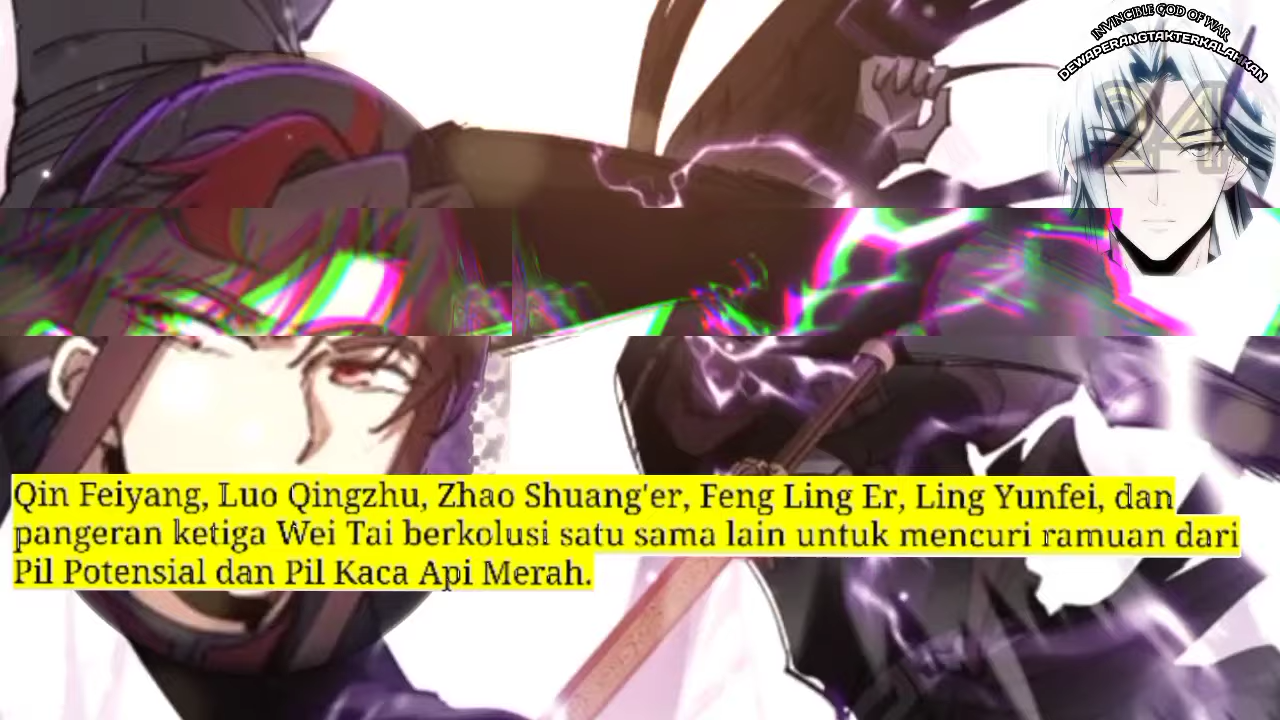 INVINCIBLE GOD OF WAR
DEWAPERANGTAKTERKALAHKAN
24
Qin Feiyang, Luo Qingzhu, Zhao Shuang'er, Feng Ling Er, Ling Yunfei, dan
pangeran ketiga Wei Tai berkolusi satu sama lain untuk mencuri ramuan dari
Pil Potensial dan Pil Kaca Api Merah.